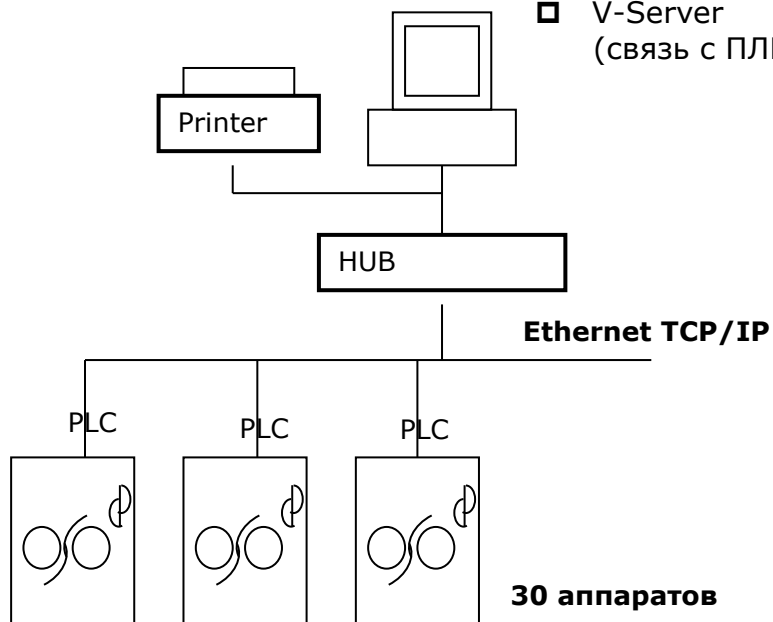 V-Server
(связь с ПЛ
Printer
HUB
Ethernet TCP/IP
PLC
PLC
PLC
30 аппаратов